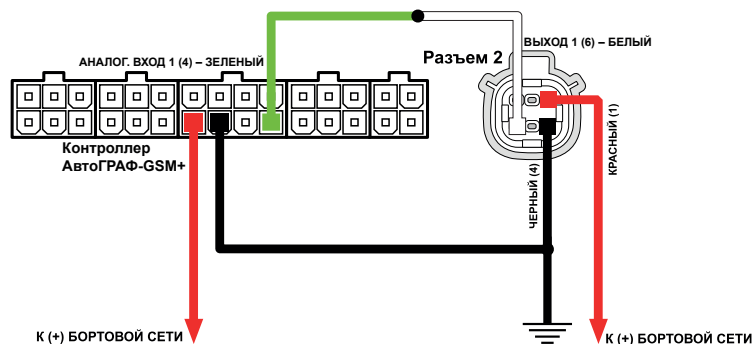 ВЫХОД 1 (6) – БЕЛЫЙ
АНАЛОГ. ВХОД 1 (4) – ЗЕЛЕНЫЙ
Разъем 2
Контроллер
АвтоГРАФ-GSM+
ЧЕРНЫЙ (4)
КРАСНЫЙ (1)
К (+) БОРТОВОЙ СЕТИ
К (+) БОРТОВОЙ СЕТИ